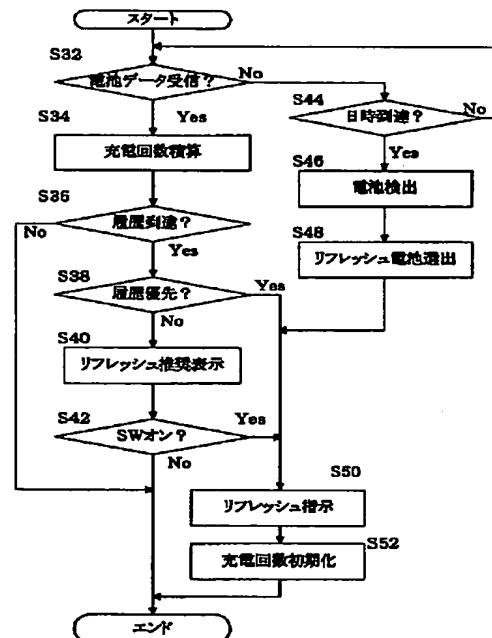 スタート
S32
電池データ受信？
No
S44
日時到達？
No
S34
Yes
充電回数積算
Yes
S46
電池検出
S36
履歴到達？
No
Yes
S48
リフレッシュ電池選出
S38
履歴優先？
Yes
No
S40
リフレッシュ推奨表示
S42
SWオン？
Yes
No
S50
リフレッシュ指示
S52
充電回数初期化
エンド